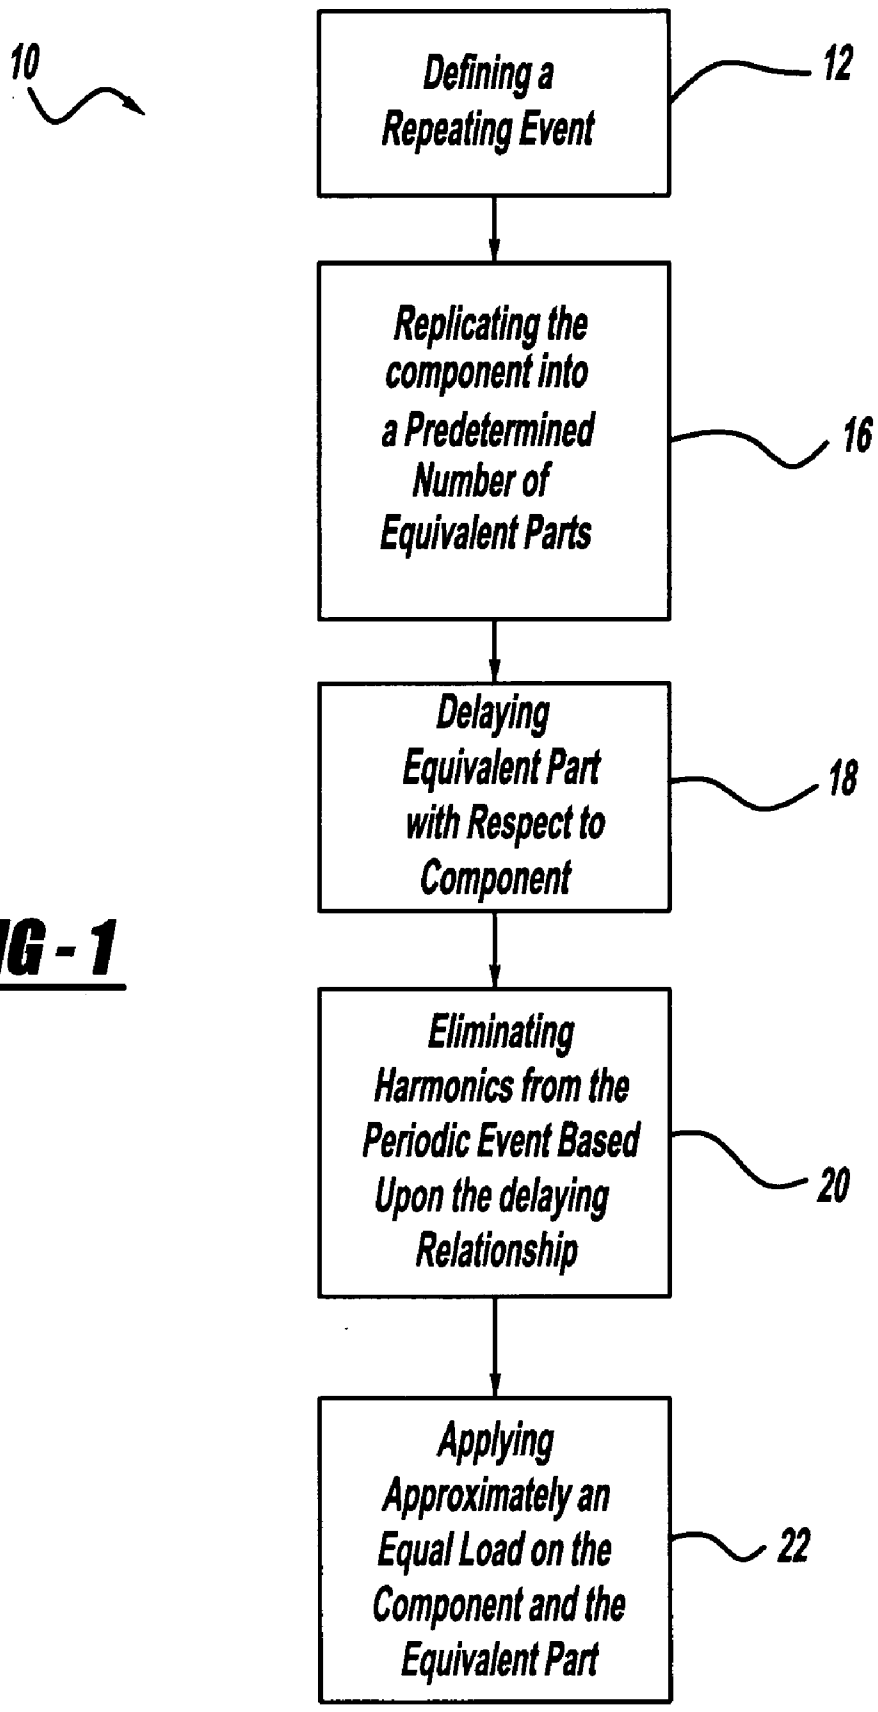 10
12
Defining a
Repeating Event
Replicating the
component into
a Predetermined
Number of
Equivalent Parts
16
Delaying
Equivalent Part
with Respect to
Component
18
IG - 1
Eliminating
Harmonics from the
Periodic Event Based
Upon the delaying
Relationship
20
Applying
Approximately an
Equal Load on the
Component and the
Equivalent Part
22